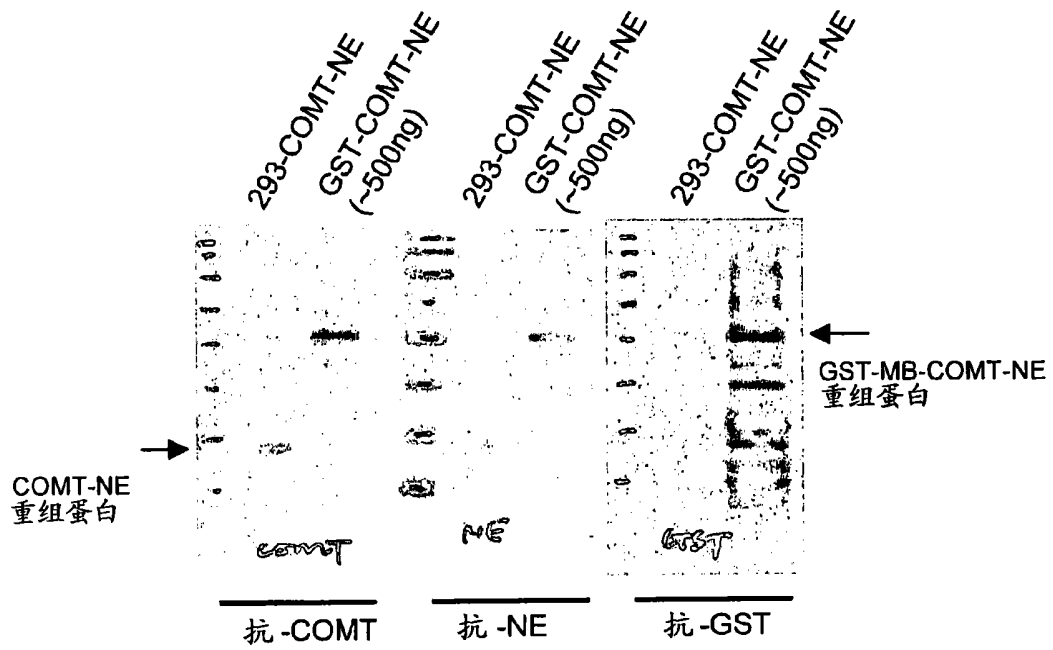 293-COMT-NE
GST-COMT-NE
(~500ng)
293-COMT-NE
GST-COMT-NE
(~500ng)
293-COMT-NE
GST-COMT-NE
(~500ng)
GST-MB-COMT-NE
重组蛋白
COMT-NE
重组蛋白
COMT
NE
GST
抗-COMT
抗-NE
抗-GST